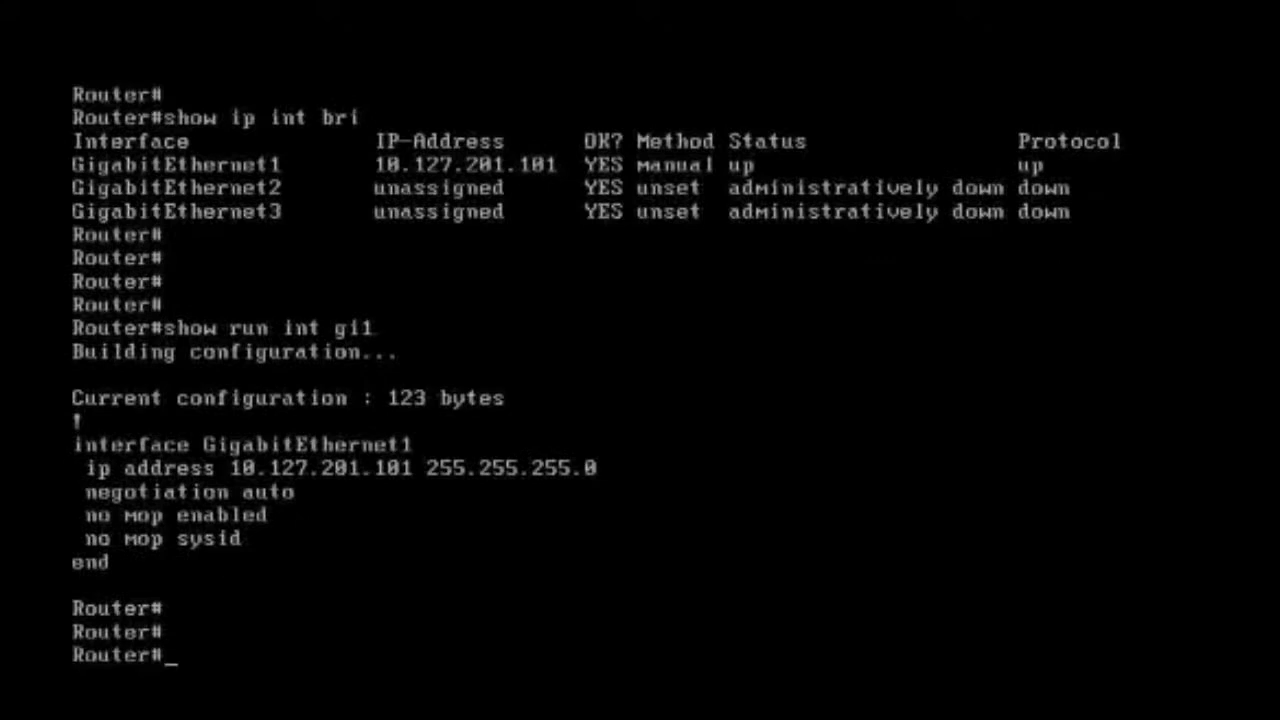 Router#
Router#show ip int bri
Interface IP-Address OK? Method Status Protocol
GigabitEthernet1 10.127.201.101 YES manual up up
GigabitEthernet2 unassigned YES unset administratively down down
GigabitEthernet3 unassigned YES unset administratively down down
Router#
Router#
Router#
Router#
Router#show run int gi1
Building configuration...
Current configuration : 123 bytes
!
interface GigabitEthernet1
ip address 10.127.201.101 255.255.255.0
negotiation auto
no mop enabled
no mop sysid
end
Router#
Router#
Router#_